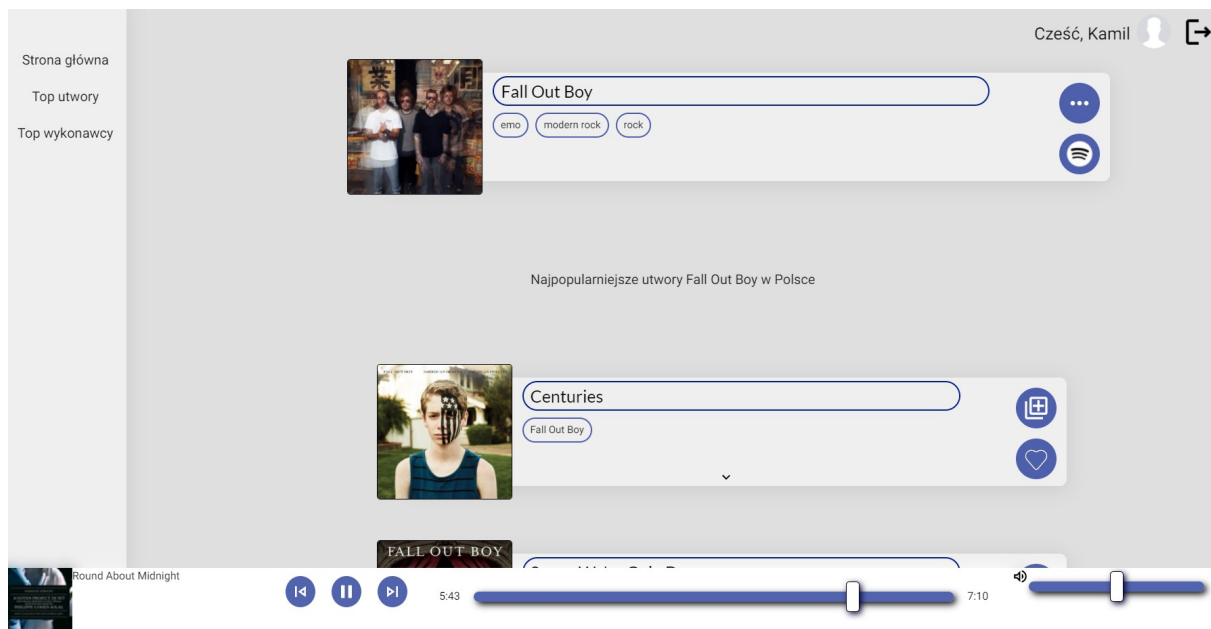 Cześć, Kamil
Strona główna
Top utwory
Top wykonawcy
Fall Out Boy
emo
modern rock
rock
Najpopularniejsze utwory Fall Out Boy w Polsce
Centuries
Fall Out Boy
FALL OUT BOY
Round About Midnight
5:43
7:10